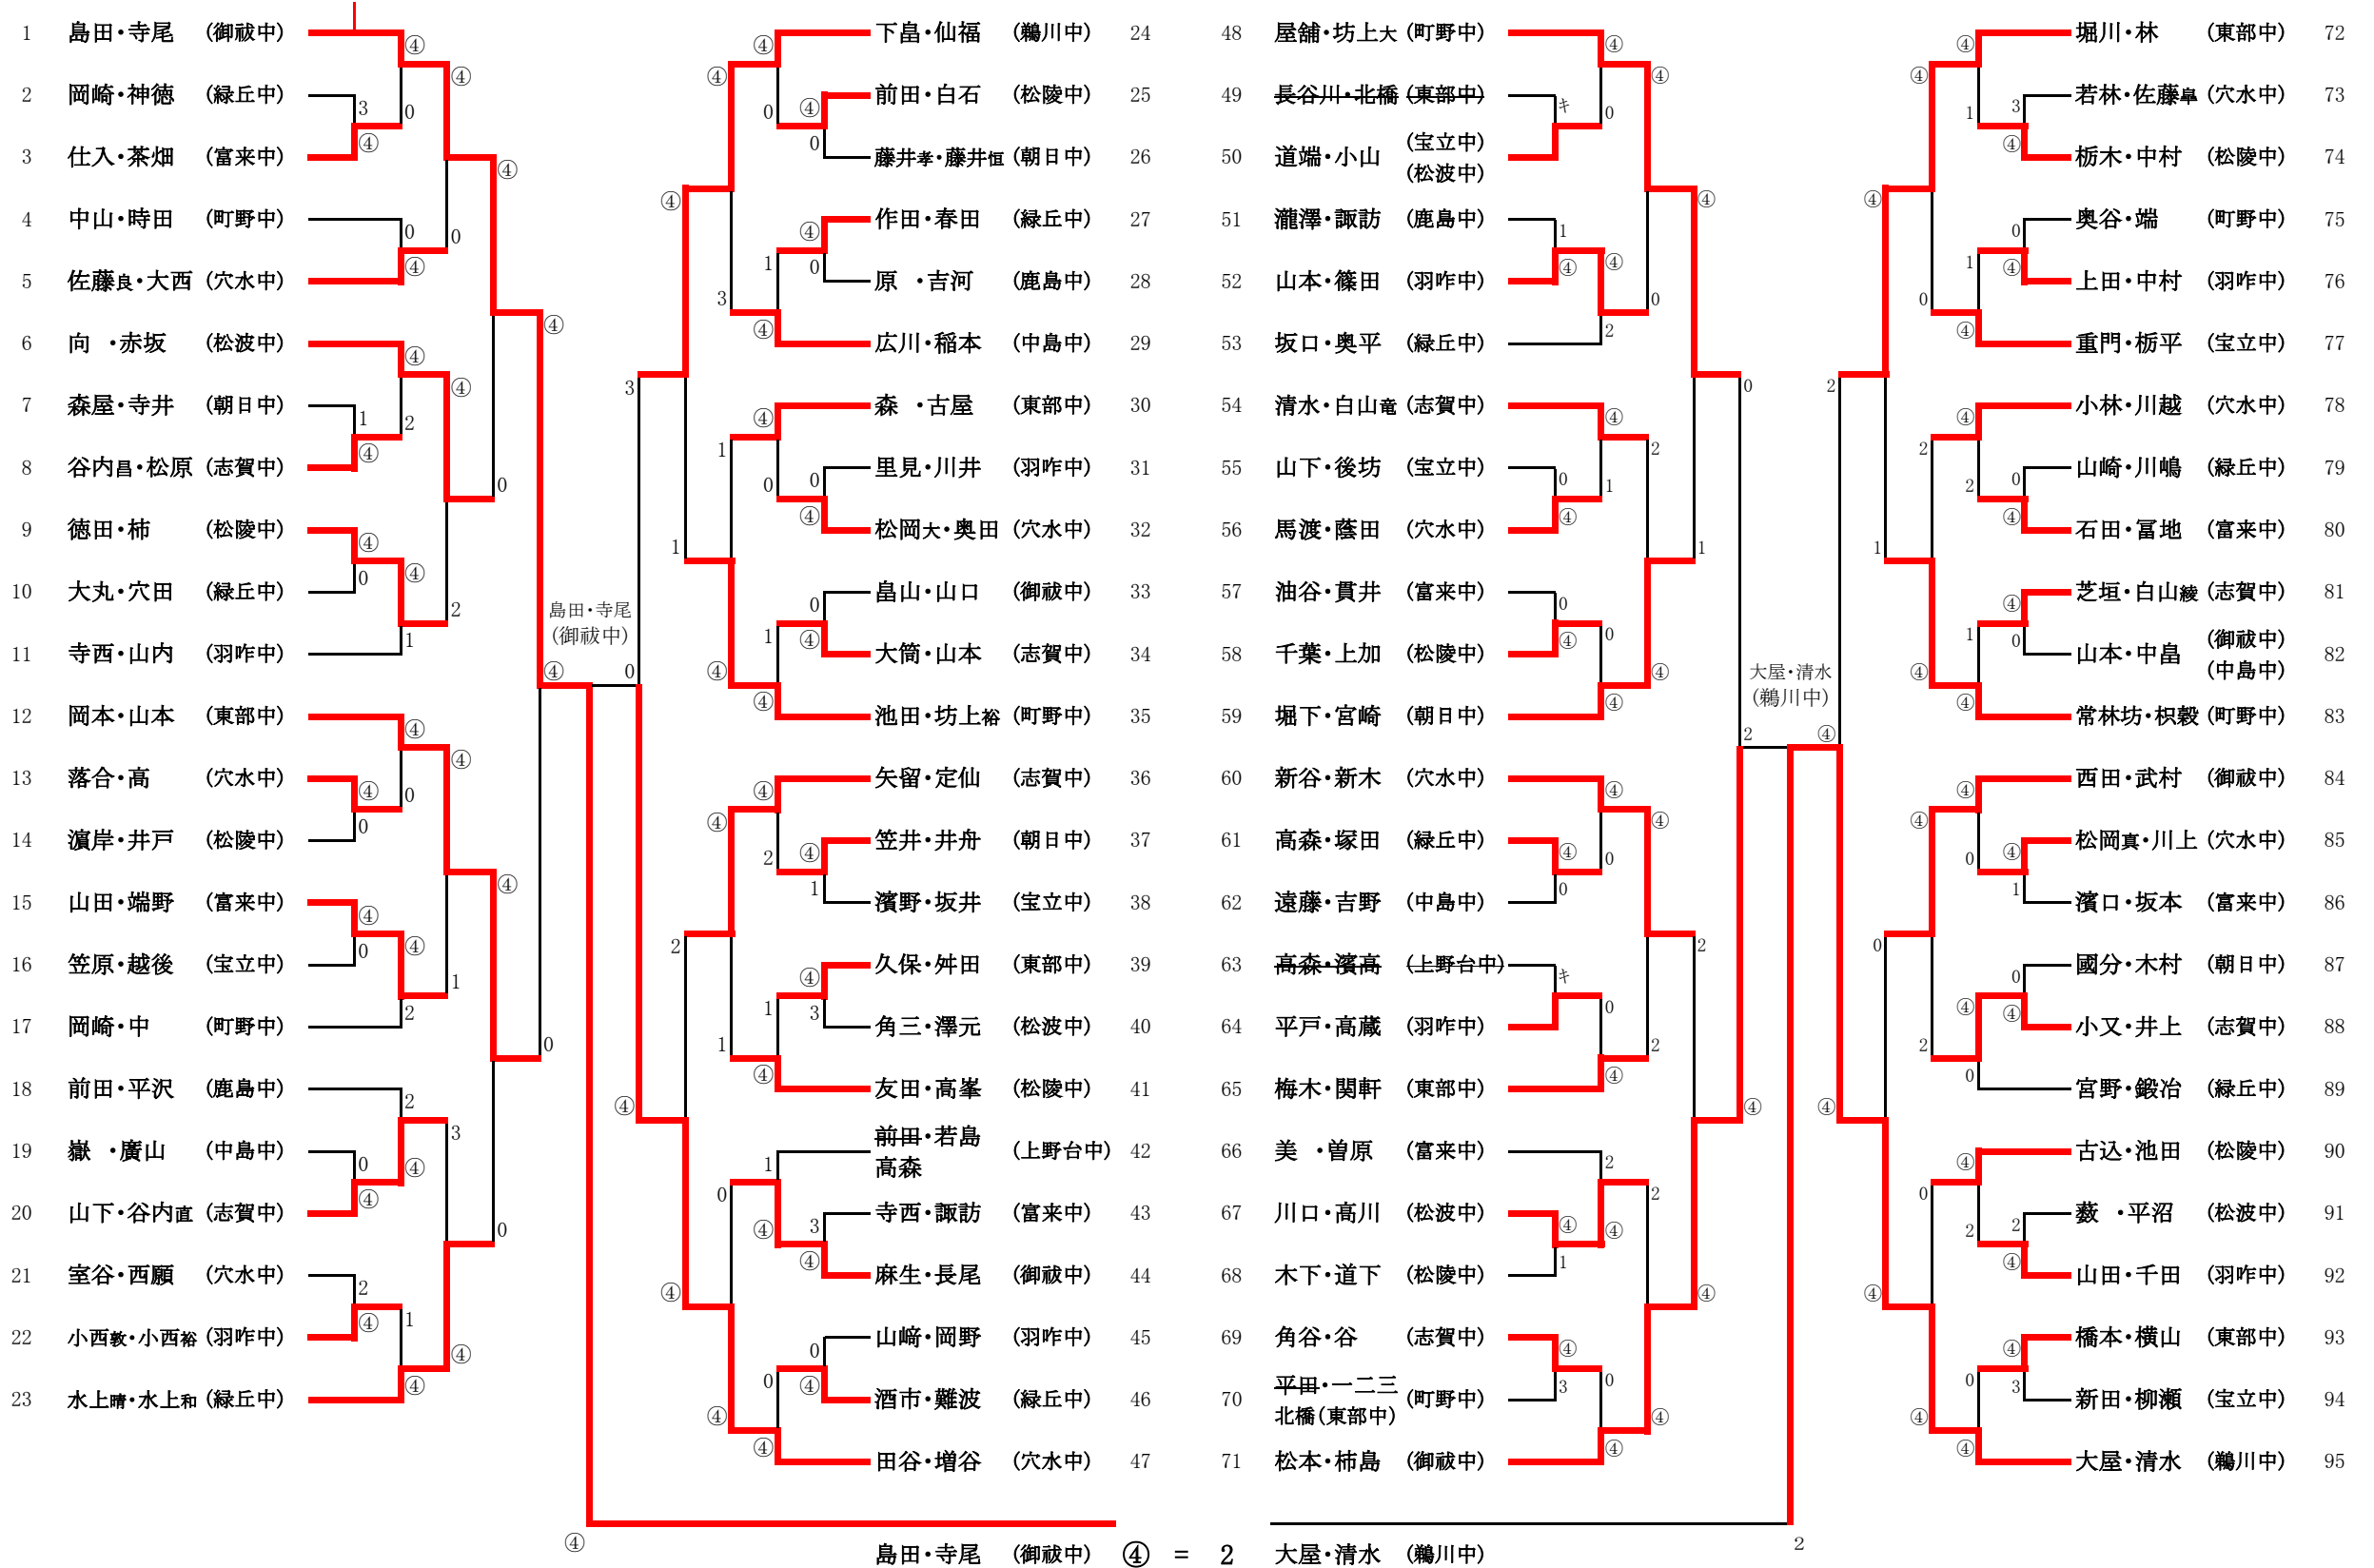 1 島田・寺尾 (御祓中)
2 岡崎・神徳 (緑丘中)
3 仕入・茶畑 (富来中)
4 中山・時田 (町野中)
5 佐藤良・大西 (穴水中)
6 向 ・赤坂 (松波中)
7 森屋・寺井 (朝日中)
8 谷内昌・松原 (志賀中)
9 徳田・柿 (松陵中)
10 大丸・穴田 (緑丘中)
11 寺西・山内 (羽咋中)
12 岡本・山本 (東部中)
13 落合・高 (穴水中)
14 濵岸・井戸 (松陵中)
15 山田・端野 (富来中)
16 笠原・越後 (宝立中)
17 岡崎・中 (町野中)
18 前田・平沢 (鹿島中)
19 嶽 ・廣山 (中島中)
20 山下・谷内直 (志賀中)
21 室谷・西願 (穴水中)
22 小西敦・小西裕 (羽咋中)
23 水上晴・水上和 (緑丘中)
島田・寺尾
(御祓中)
下畠・仙福 (鵜川中) 24
前田・白石 (松陵中) 25
藤井孝・藤井恒 (朝日中) 26
作田・春田 (緑丘中) 27
原 ・吉河 (鹿島中) 28
広川・稲本 (中島中) 29
森 ・古屋 (東部中) 30
里見・川井 (羽咋中) 31
松岡大・奥田 (穴水中) 32
畠山・山口 (御祓中) 33
大筒・山本 (志賀中) 34
池田・坊上裕 (町野中) 35
矢留・定仙 (志賀中) 36
笠井・井舟 (朝日中) 37
濱野・坂井 (宝立中) 38
久保・舛田 (東部中) 39
角三・澤元 (松波中) 40
友田・高峯 (松陵中) 41
前田・若島 (上野台中) 42
高森
寺西・諏訪 (富来中) 43
麻生・長尾 (御祓中) 44
山﨑・岡野 (羽咋中) 45
酒市・難波 (緑丘中) 46
田谷・増谷 (穴水中) 47
48 屋舗・坊上大 (町野中)
49 長谷川・北橋 (東部中)
50 道端・小山 (宝立中)
(松波中)
51 瀧澤・諏訪 (鹿島中)
52 山本・篠田 (羽咋中)
53 坂口・奥平 (緑丘中)
54 清水・白山竜 (志賀中)
55 山下・後坊 (宝立中)
56 馬渡・蔭田 (穴水中)
57 油谷・貫井 (富来中)
58 千葉・上加 (松陵中)
59 堀下・宮崎 (朝日中)
60 新谷・新木 (穴水中)
61 高森・塚田 (緑丘中)
62 遠藤・吉野 (中島中)
63 高森・濱高 (上野台中)
64 平戸・高蔵 (羽咋中)
65 梅木・関軒 (東部中)
66 美 ・曽原 (富来中)
67 川口・高川 (松波中)
68 木下・道下 (松陵中)
69 角谷・谷 (志賀中)
70 平田・一二三 (町野中)
北橋(東部中)
71 松本・柿島 (御祓中)
大屋・清水
(鵜川中)
堀川・林 (東部中) 72
若林・佐藤 (穴水中) 73
栃木・中村 (松陵中) 74
奥谷・端 (町野中) 75
上田・中村 (羽咋中) 76
重門・栃平 (宝立中) 77
小林・川越 (穴水中) 78
山崎・川嶋 (緑丘中) 79
石田・冨地 (富来中) 80
芝垣・白山綾 (志賀中) 81
山本・中畠 (御祓中) 82
(中島中)
常林坊・枳穀 (町野中) 83
西田・武村 (御祓中) 84
松岡真・川上 (穴水中) 85
濱口・坂本 (富来中) 86
國分・木村 (朝日中) 87
小又・井上 (志賀中) 88
宮野・鍛冶 (緑丘中) 89
古込・池田 (松陵中) 90
薮 ・平沼 (松波中) 91
山田・千田 (羽咋中) 92
橋本・横山 (東部中) 93
新田・柳瀬 (宝立中) 94
大屋・清水 (鵜川中) 95
④ 2
島田・寺尾 (御祓中) ④ = 2 大屋・清水 (鵜川中)